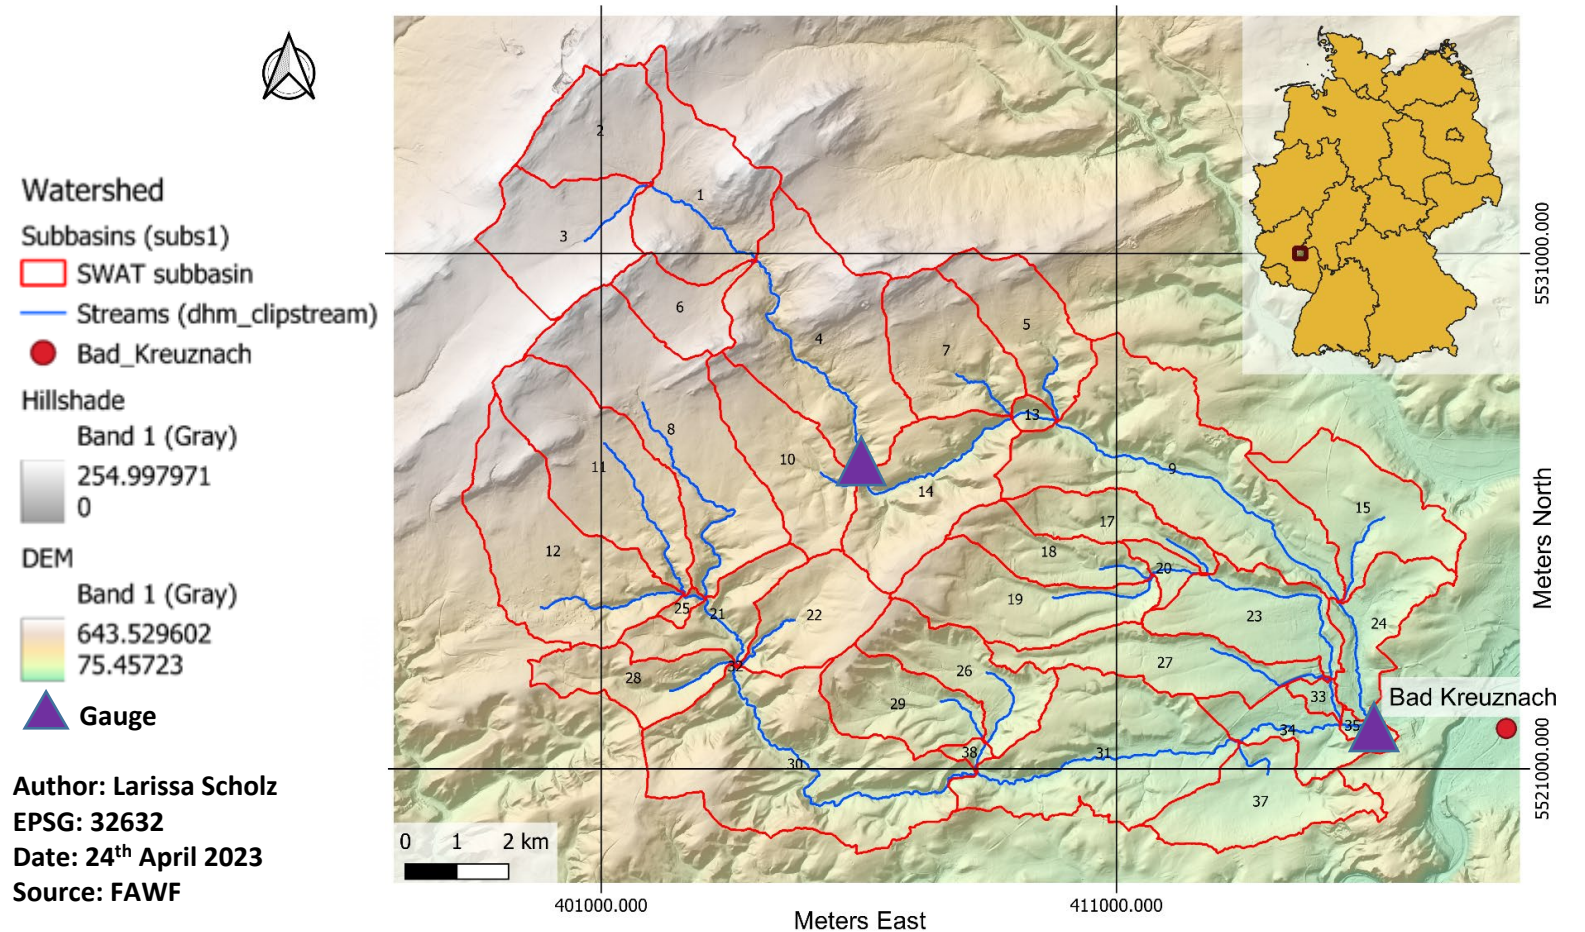 Watershed
Subbasins (subs1)
SWAT subbasin
Streams (dhm_clipstream)
Bad_Kreuznach
Hillshade
Band 1 (Gray)
254.997971
0
DEM
Band 1 (Gray)
643.529602
75.45723
Gauge
Author: Larissa Scholz
EPSG: 32632
Date: 24th April 2023
Source: FAWF
2
1
3
6
4
5
7
13
8
10
11
9
14
15
17
12
18
20
19
25
21
22
23
24
32
28
26
27
29
33
34
35
Bad Kreuznach
38
31
30
37
0 1 2 km
401000.000
411000.000
Meters East
5531000.000
Meters North
5521000.000